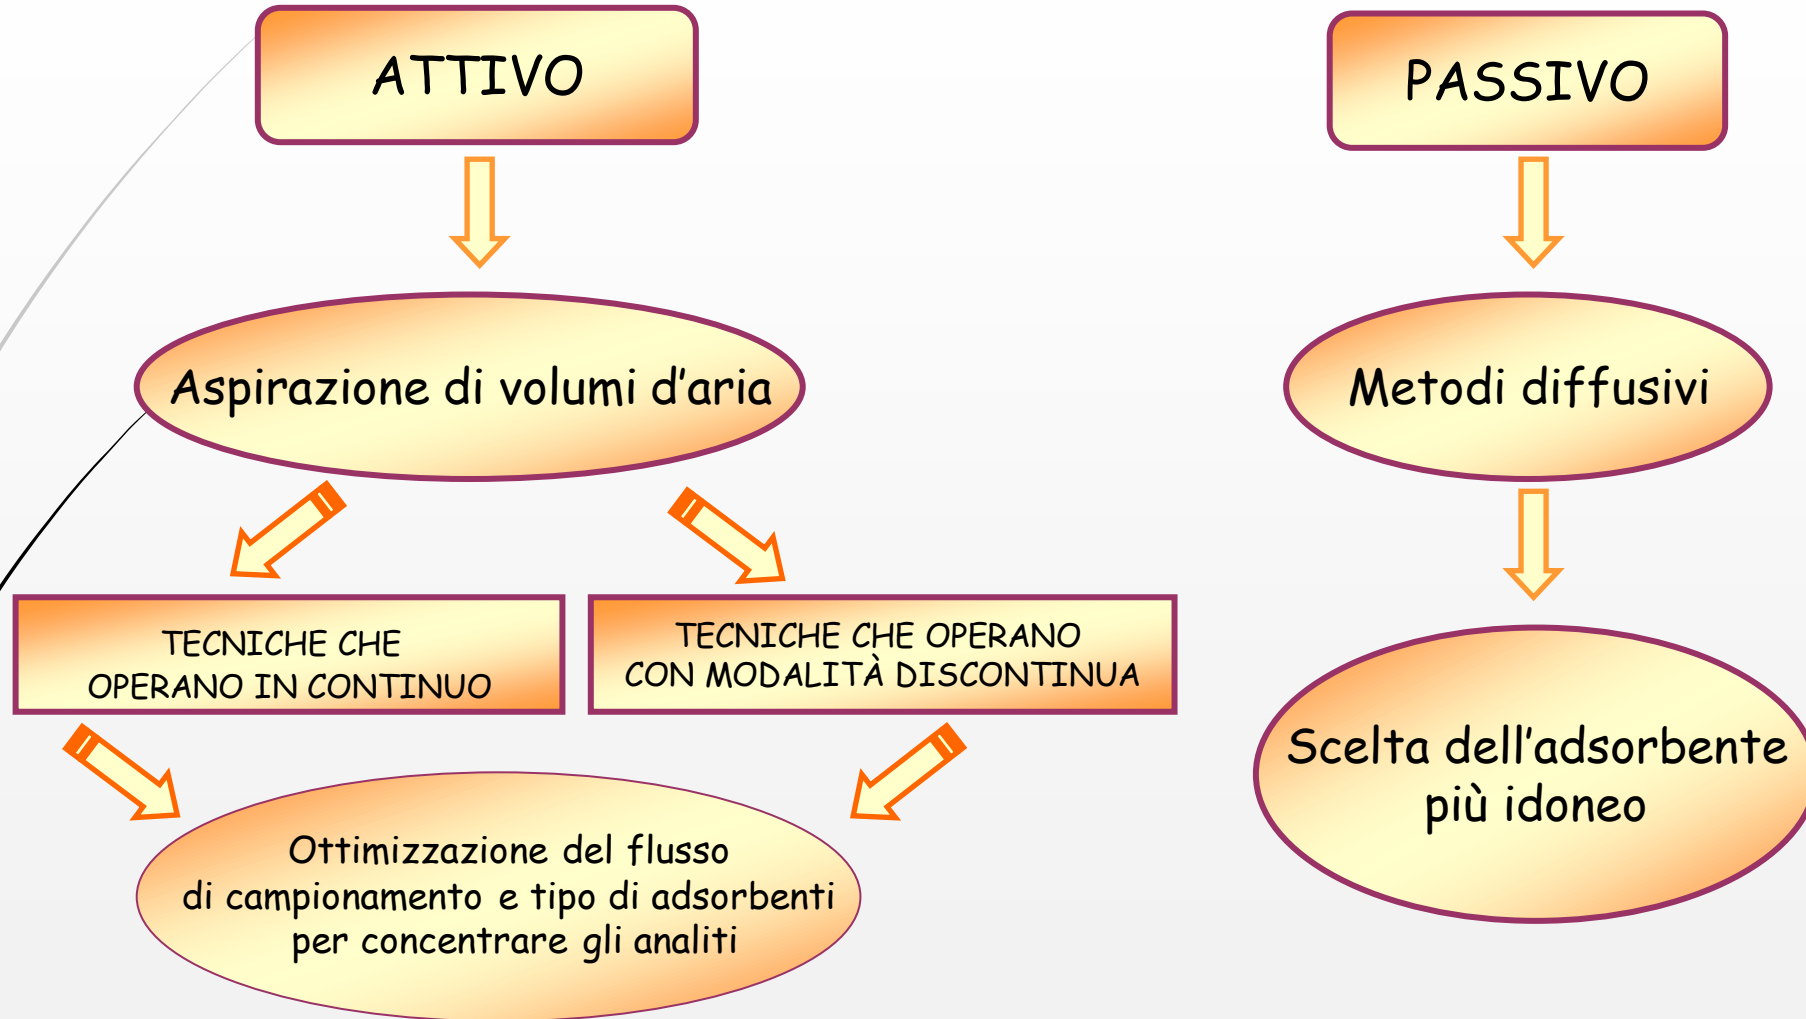 ATTIVO
PASSIVO
Aspirazione di volumi d'aria
Metodi diffusivi
TECNICHE CHE
OPERANO IN CONTINUO
TECNICHE CHE OPERANO
CON MODALITÀ DISCONTINUA
Scelta dell'adsorbente
più idoneo
Ottimizzazione del flusso
di campionamento e tipo di adsorbenti
per concentrare gli analiti